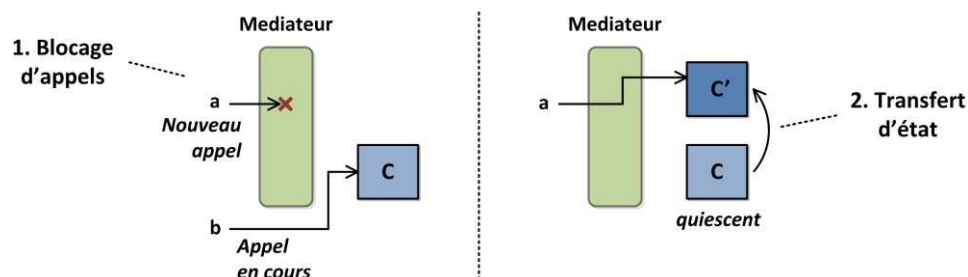 Mediateur
1. Blocage
d'appels
a
Nouveau
appel
C
b
Appel
en cours
Mediateur
a
C'
2. Transfert
d'état
C
quiescent